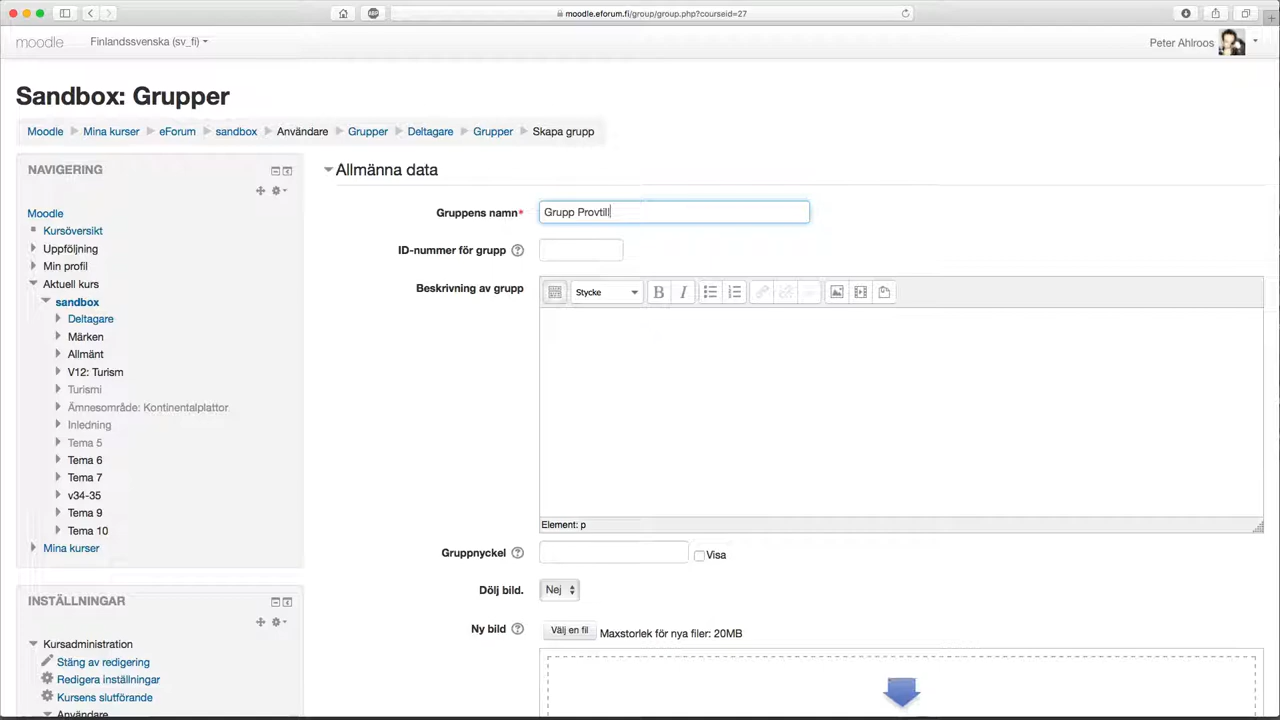 moodle.eforum.fi/group/group.php?courseid=27
ABP
moodle Finlandssvenska (sv_fi) Peter Ahlroos
Sandbox: Grupper
Moodle Mina kurser eForum sandbox Användare Grupper Deltagare Grupper Skapa grupp
NAVIGERING
Moodle
Kursöversikt
Uppföljning
Min profil
Aktuell kurs
sandbox
Deltagare
Märken
Allmänt
V12: Turism
Turismi
Ämnesområde: Kontinentalplattor
Inledning
Tema 5
Tema 6
Tema 7
v34-35
Tema 9
Tema 10
Mina kurser
INSTÄLLNINGAR
Kursadministration
Stäng av redigering
Redigera inställningar
Kursens slutförande
Användare
Allmänna data
Gruppens namn* Grupp Provtill
ID-nummer för grupp
Beskrivning av grupp
Stycke B I
Element: p
Gruppnyckel Visa
Dölj bild. Nej
Ny bild Välj en fil Maxstorlek för nya filer: 20MB